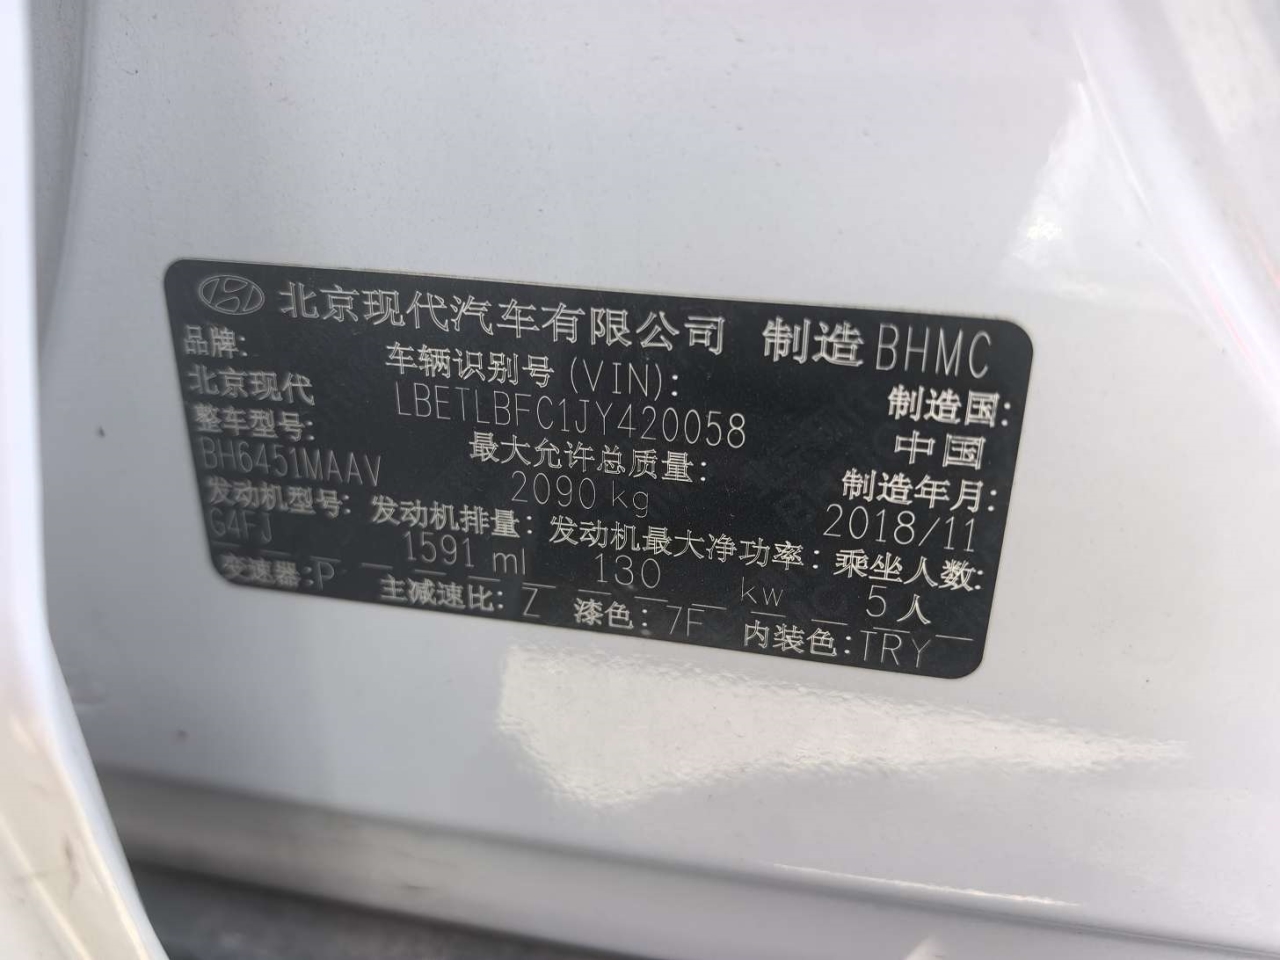 北京现代汽车有限公司 制造 BHMC
品牌: 车辆识别号 (VIN): 制造国:
北京现代 LBETLBFC1JY420058 中国
整车型号: 最大允许总质量: 制造年月:
BH6451MAAV 2090 kg 2018/11
发动机型号: 发动机排量: 发动机最大净功率: 乘坐人数:
G4FJ 1591 ml 130 kw 5人
变速器: P 主减速比: Z 漆色: 7F 内装色: TRY